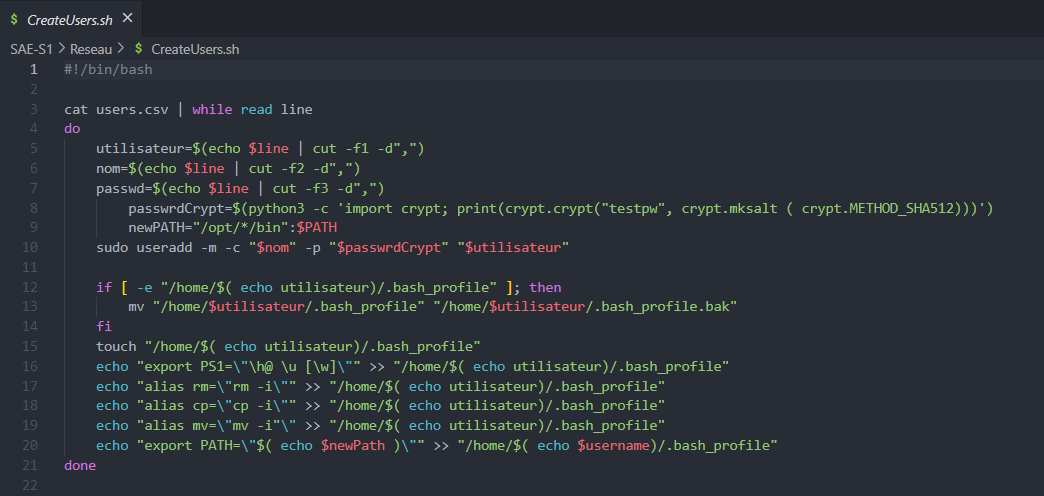 $ CreateUsers.sh ×
SAE-S1 > Reseau > $ CreateUsers.sh
1 #!/bin/bash
2
3 cat users.csv | while read line
4 do
5     utilisateur=$(echo $line | cut -f1 -d",")
6     nom=$(echo $line | cut -f2 -d",")
7     passwd=$(echo $line | cut -f3 -d",")
8         passwrdCrypt=$(python3 -c 'import crypt; print(crypt.crypt("testpw", crypt.mksalt ( crypt.METHOD_SHA512)))')
9         newPATH="/opt/*/bin":$PATH
10     sudo useradd -m -c "$nom" -p "$passwrdCrypt" "$utilisateur"
11
12     if [ -e "/home/$( echo utilisateur)/.bash_profile" ]; then
13         mv "/home/$utilisateur/.bash_profile" "/home/$utilisateur/.bash_profile.bak"
14     fi
15     touch "/home/$( echo utilisateur)/.bash_profile"
16     echo "export PS1=\"\h@ \u [\w]\"" >> "/home/$( echo utilisateur)/.bash_profile"
17     echo "alias rm=\"rm -i\"" >> "/home/$( echo utilisateur)/.bash_profile"
18     echo "alias cp=\"cp -i\"" >> "/home/$( echo utilisateur)/.bash_profile"
19     echo "alias mv=\"mv -i"\" >> "/home/$( echo utilisateur)/.bash_profile"
20     echo "export PATH=\"$( echo $newPath )\"" >> "/home/$( echo $username)/.bash_profile"
21 done
22